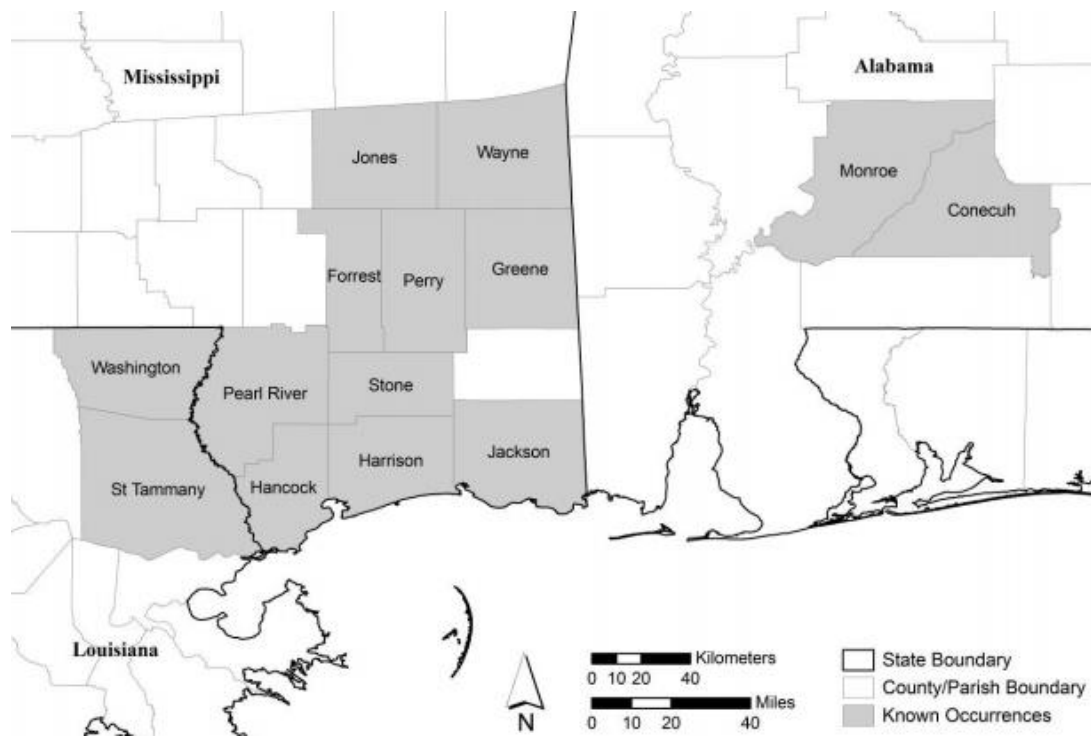 Mississippi
Alabama
Jones
Wayne
Monroe
Conecuh
Forrest
Perry
Greene
Washington
Pearl River
Stone
St Tammany
Hancock
Harrison
Jackson
Louisiana
N
Kilometers
0 10 20 40
Miles
0 10 20 40
State Boundary
County/Parish Boundary
Known Occurrences